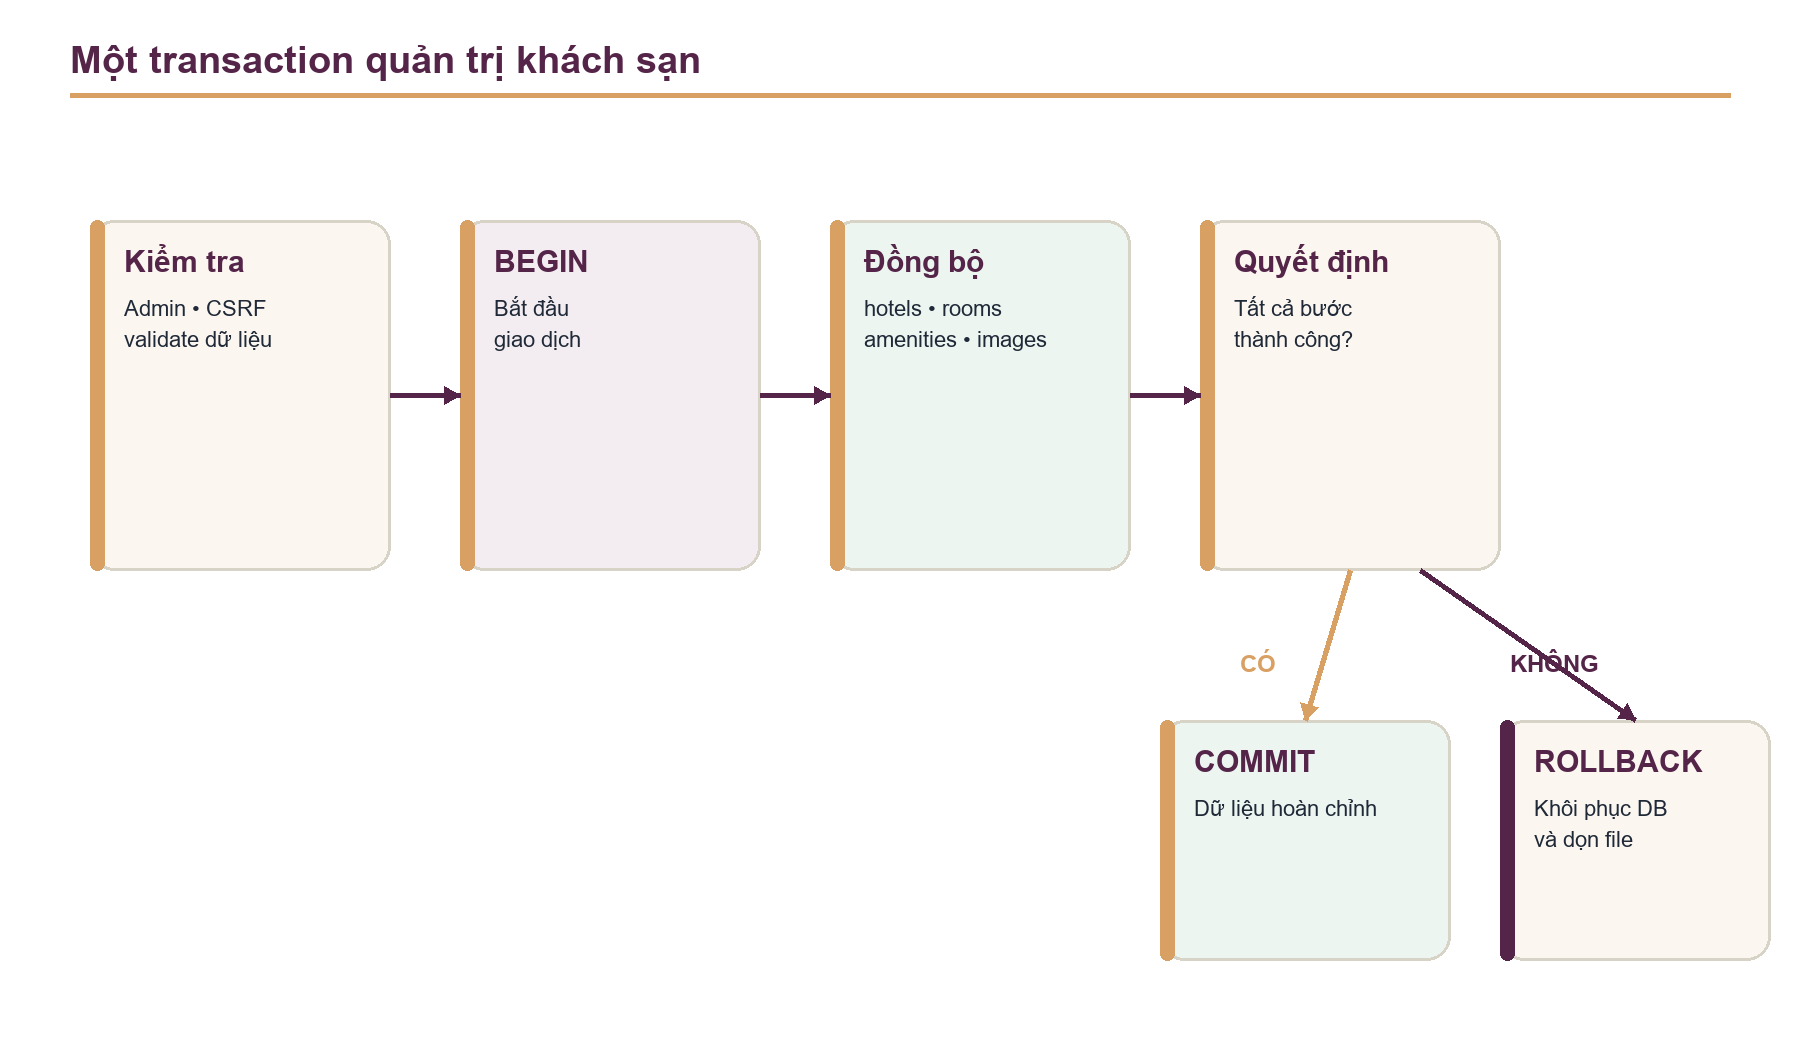 Một transaction quản trị khách sạn
Kiểm tra
Admin • CSRF
validate dữ liệu
BEGIN
Bắt đầu
giao dịch
Đồng bộ
hotels • rooms
amenities • images
Quyết định
Tất cả bước
thành công?
CÓ
KHÔNG
COMMIT
Dữ liệu hoàn chỉnh
ROLLBACK
Khôi phục DB
và dọn file